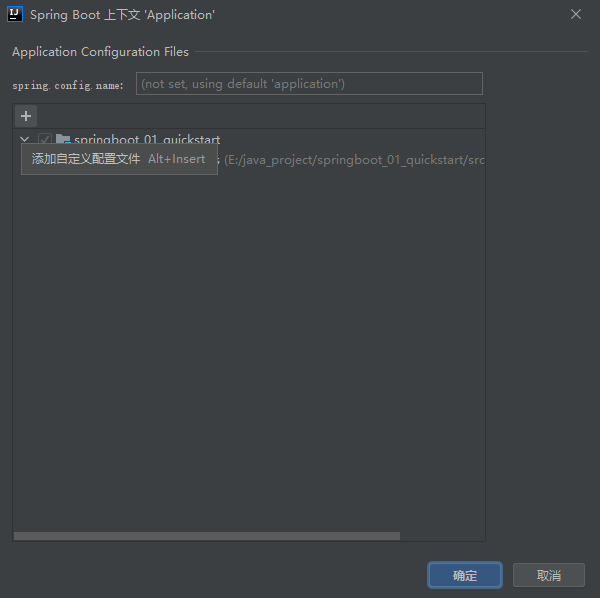 IJ
Spring Boot 上下文 'Application'
Application Configuration Files
spring.config.name:
(not set, using default 'application')
springboot_01_quickstart
添加自定义配置文件 Alt+Insert
(E:/java_project/springboot_01_quickstart/src
确定
取消